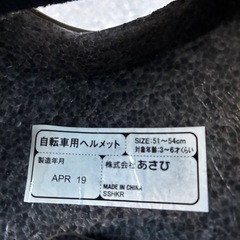 自転車用ヘルメット
SIZE:51～54cm
対象年齢:3～6才くらい
製造年月
APR 19
株式会社 あさひ
MADE IN CHINA
SSHKR